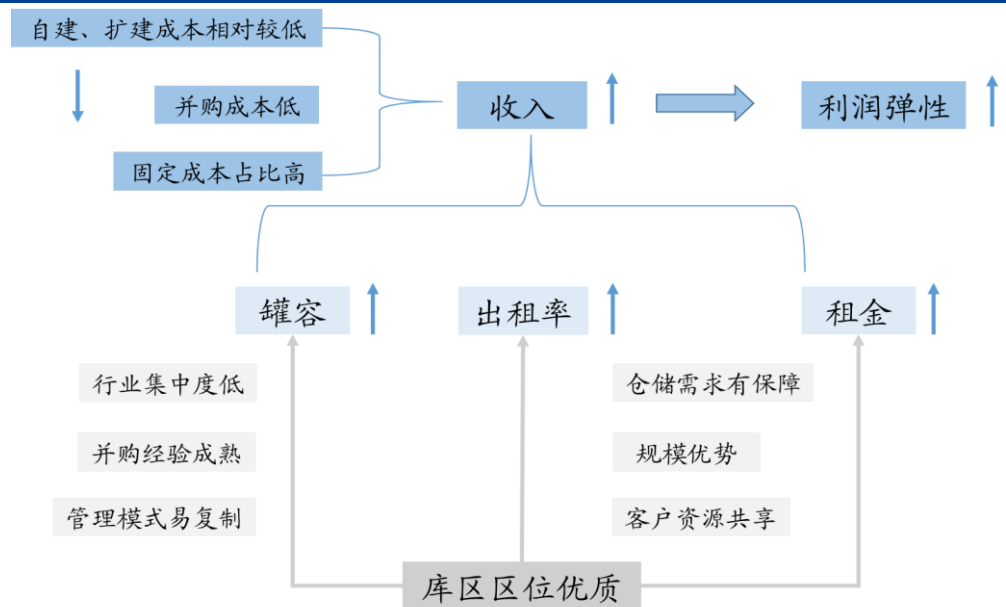 自建、扩建成本相对较低
并购成本低
固定成本占比高
收入
利润弹性
罐容
出租率
租金
行业集中度低
并购经验成熟
管理模式易复制
仓储需求有保障
规模优势
客户资源共享
库区区位优质